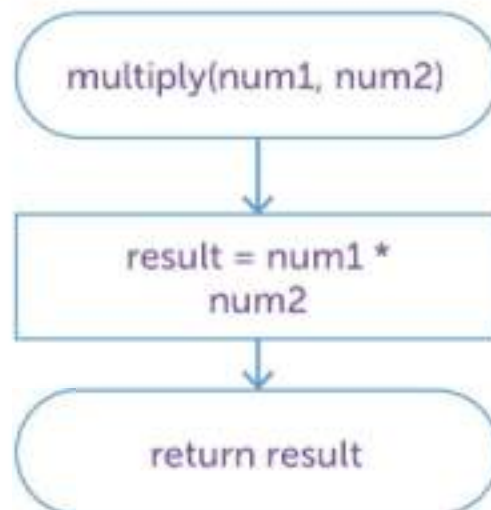 multiply(num1, num2)
result = num1 *
num2
return result